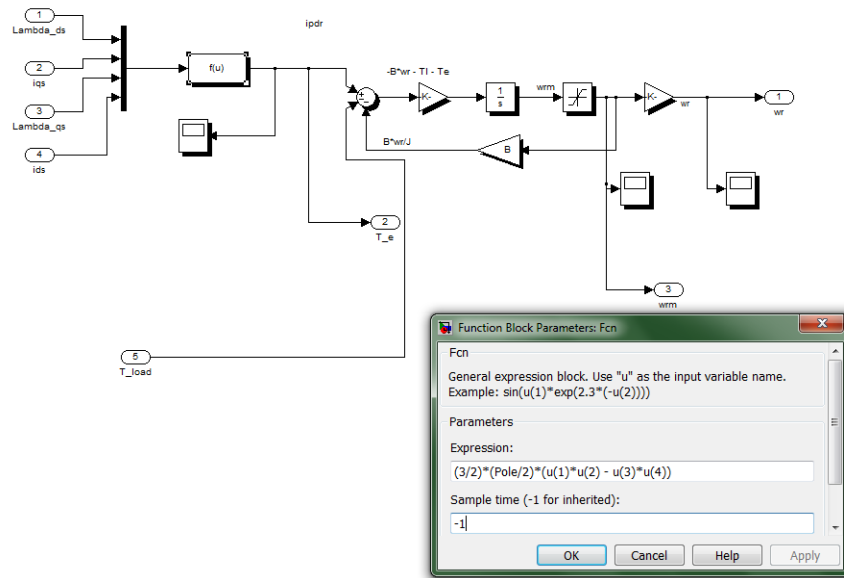 1
Lambda_ds
ipdr
2
iqs
f(u)
-B*wr - Tl - Te
3
Lambda_qs
-K-
1
s
wrm
-K-
wr
1
wr
4
ids
B*wr/J
B
2
T_e
3
wrm
5
T_load
Function Block Parameters: Fcn
Fcn
General expression block. Use "u" as the input variable name.
Example: sin(u(1)*exp(2.3*(-u(2))))
Parameters
Expression:
(3/2)*(Pole/2)*(u(1)*u(2) - u(3)*u(4))
Sample time (-1 for inherited):
-1
OK Cancel Help Apply